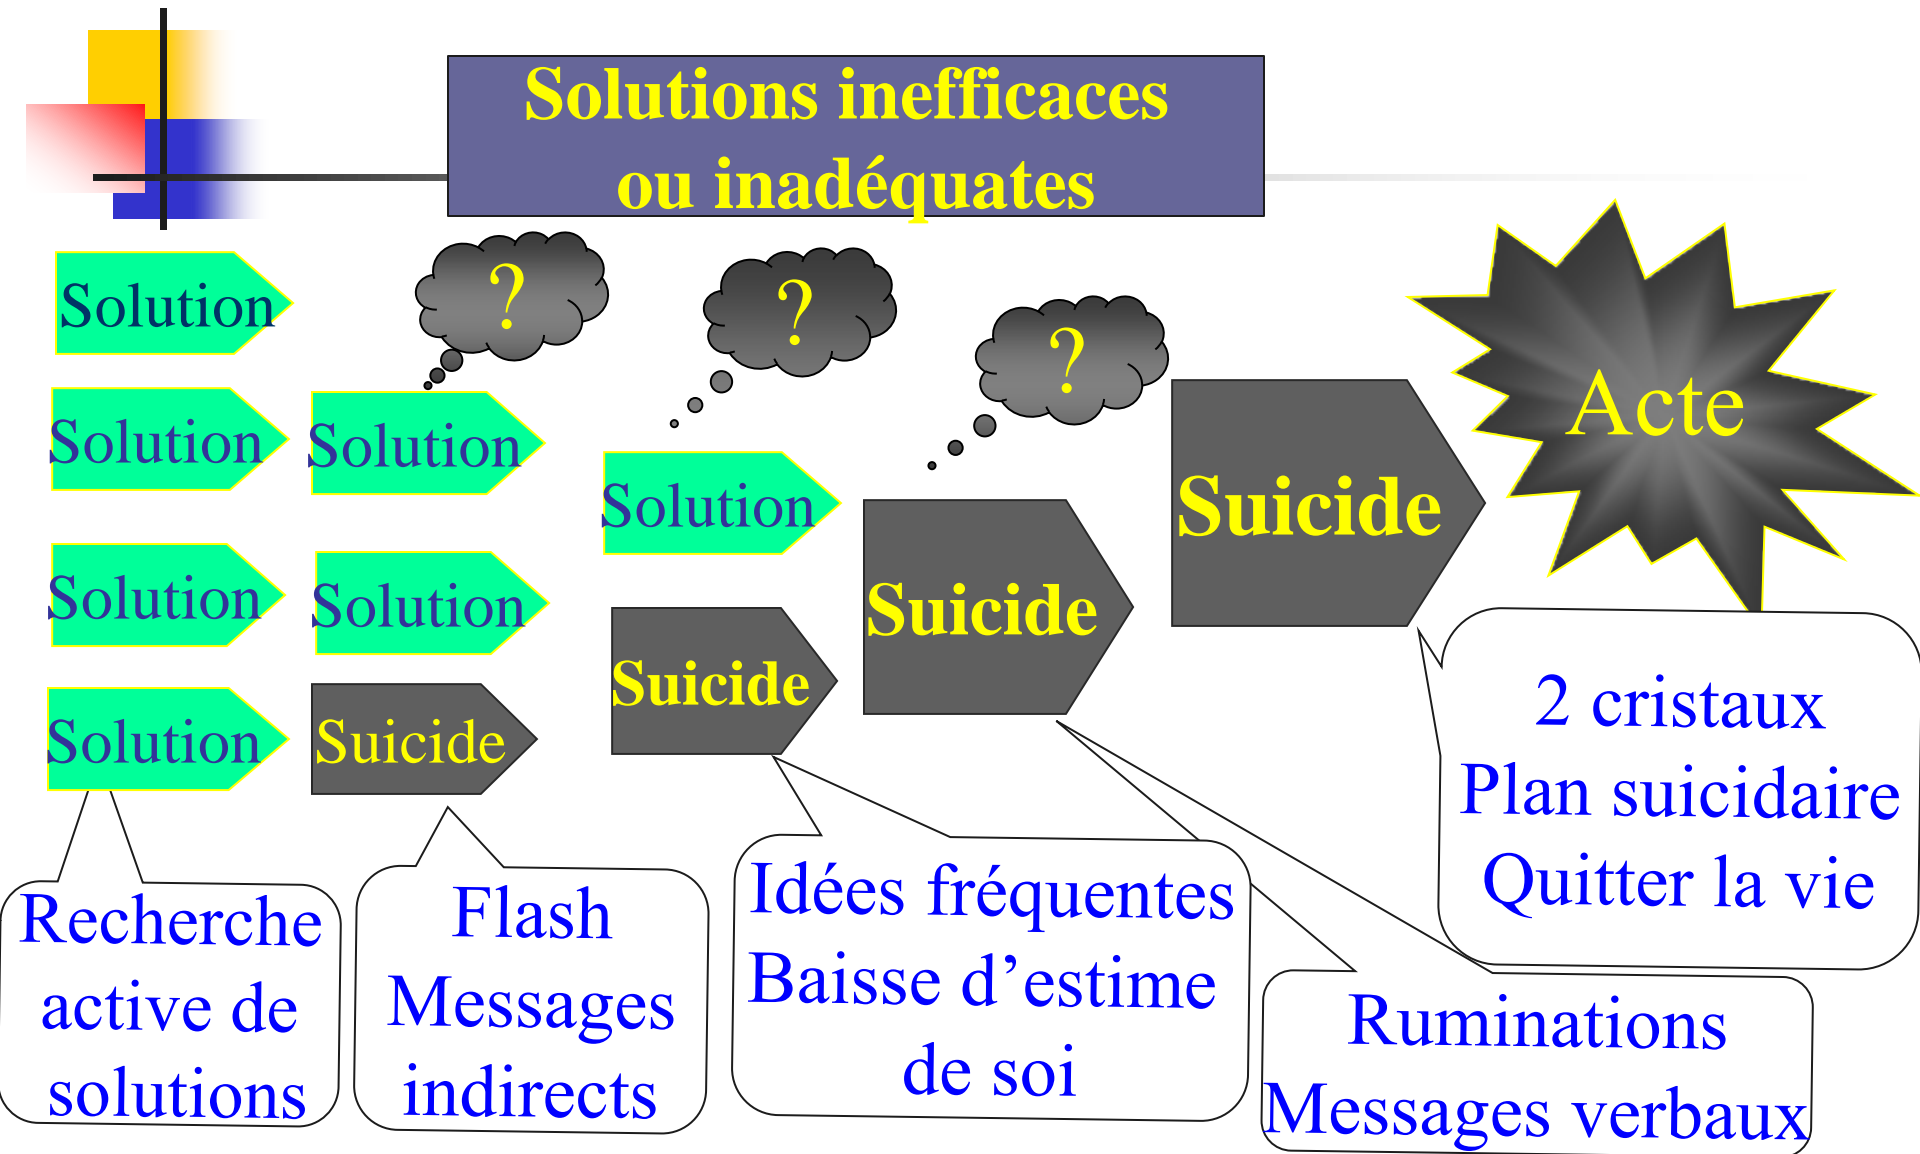 Solutions inefficaces
ou inadéquates
Solution
Solution
Solution
Solution
?
Solution
Solution
Suicide
?
Solution
Suicide
?
Suicide
Suicide
Acte
Recherche
active de
solutions
Flash
Messages
indirects
Idées fréquentes
Baisse d’estime
de soi
Ruminations
Messages verbaux
2 cristaux
Plan suicidaire
Quitter la vie